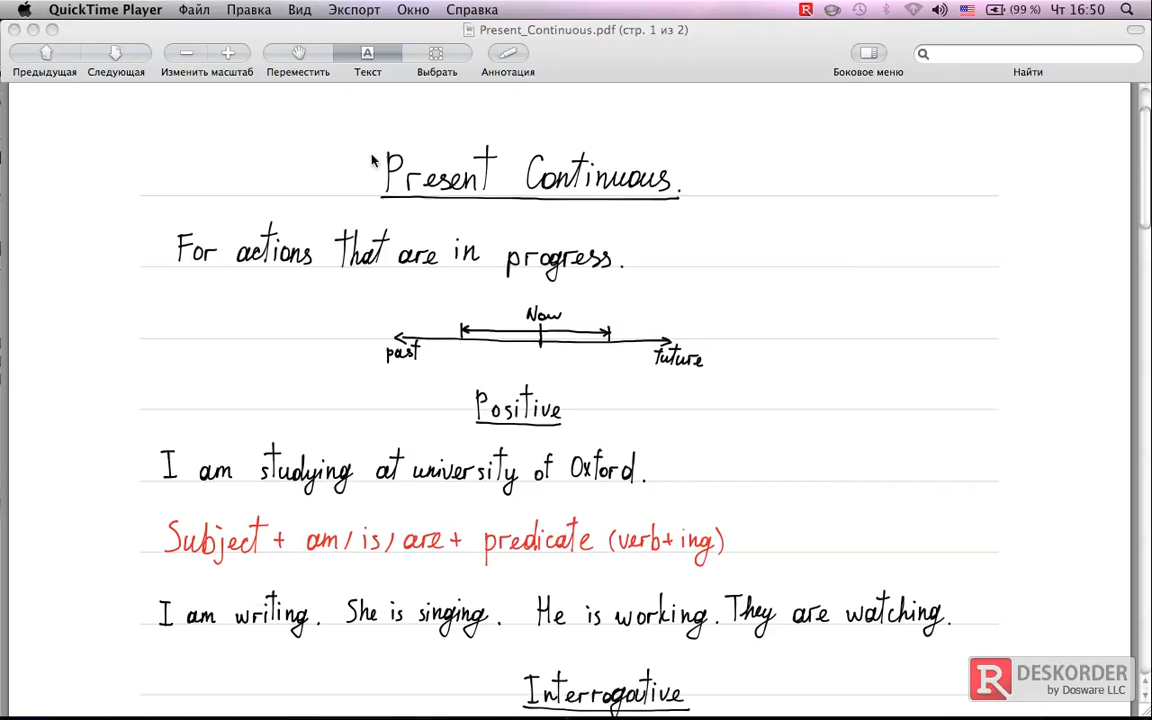 QuickTime Player Файл Правка Вид Экспорт Окно Справка (99 %) Чт 16:50
Present_Continuous.pdf (стр. 1 из 2)
Предыдущая Следующая Изменить масштаб Переместить Текст Выбрать Аннотация Боковое меню Найти
Present Continuous.
For actions that are in progress.
Now
past future
Positive
I am studying at university of Oxford.
Subject + am / is / are + predicate (verb + ing)
I am writing. She is singing. He is working. They are watching.
Interrogative
R DESKORDER
by Dosware LLC